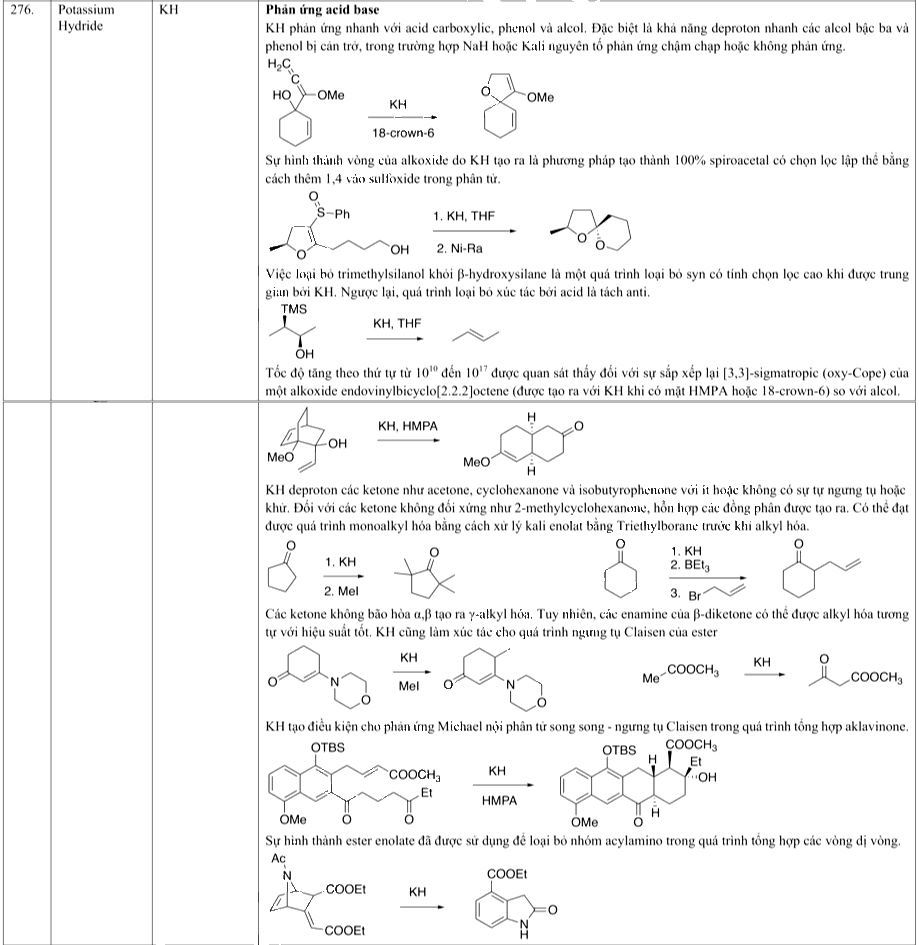 276. Potassium Hydride KH Phản ứng acid base
KH phản ứng nhanh với acid carboxylic, phenol và alcol. Đặc biệt là khả năng deproton nhanh các alcol bậc ba và
phenol bị cản trở, trong trường hợp NaH hoặc Kali nguyên tố phản ứng chậm chạp hoặc không phản ứng.
H₂C
C
HO OMe
KH
18-crown-6
O
OMe
Sự hình thành vòng của alkoxide do KH tạo ra là phương pháp tạo thành 100% spiroacetal có chọn lọc lập thể bằng
cách thêm 1,4 vào sulfoxide trong phân tử.
O
S–Ph
O
OH
1. KH, THF
2. Ni-Ra
O
O
Việc loại bỏ trimethylsilanol khỏi β-hydroxysilane là một quá trình loại bỏ syn có tính chọn lọc cao khi được trung
gian bởi KH. Ngược lại, quá trình loại bỏ xúc tác bởi acid là tách anti.
TMS
OH
KH, THF
Tốc độ tăng theo thứ tự từ 10¹⁰ đến 10¹⁷ được quan sát thấy đối với sự sắp xếp lại [3,3]-sigmatropic (oxy-Cope) của
một alkoxide endovinylbicyclo[2.2.2]octene (được tạo ra với KH khi có mặt HMPA hoặc 18-crown-6) so với alcol.
OH
MeO
KH, HMPA
H
O
MeO
H
KH deproton các ketone như acetone, cyclohexanone và isobutyrophenone với ít hoặc không có sự tự ngưng tụ hoặc
khử. Đối với các ketone không đối xứng như 2-methylcyclohexanone, hỗn hợp các đồng phân được tạo ra. Có thể đạt
được quá trình monoalkyl hóa bằng cách xử lý kali enolat bằng Triethylborane trước khi alkyl hóa.
O
1. KH
2. MeI
O
O
1. KH
2. BEt₃
3. Br
O
Các ketone không bão hòa α,β tạo ra γ-alkyl hóa. Tuy nhiên, các enamine của β-diketone có thể được alkyl hóa tương
tự với hiệu suất tốt. KH cũng làm xúc tác cho quá trình ngưng tụ Claisen của ester
O
N
O
KH
MeI
O
N
O
Me COOCH₃
KH
O
COOCH₃
KH tạo điều kiện cho phản ứng Michael nội phân tử song song - ngưng tụ Claisen trong quá trình tổng hợp aklavinone.
OTBS
COOCH₃
Et
OMe O O
KH
HMPA
OTBS
COOCH₃
H
Et
OH
H
OMe O
Sự hình thành ester enolate đã được sử dụng để loại bỏ nhóm acylamino trong quá trình tổng hợp các vòng dị vòng.
Ac
N
COOEt
COOEt
KH
COOEt
O
N
H